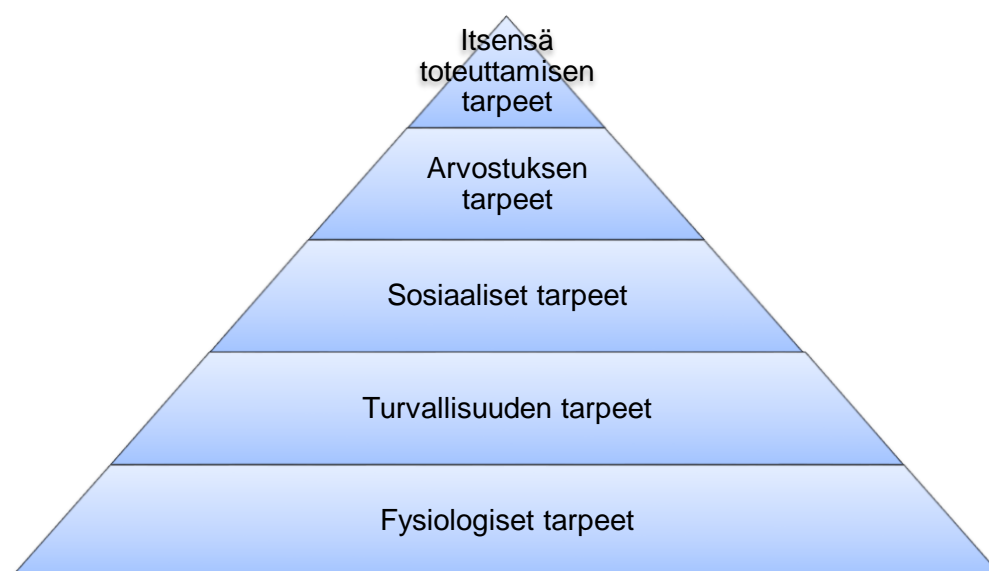 Itsensä
toteuttamisen
tarpeet
Arvostuksen
tarpeet
Sosiaaliset tarpeet
Turvallisuuden tarpeet
Fysiologiset tarpeet